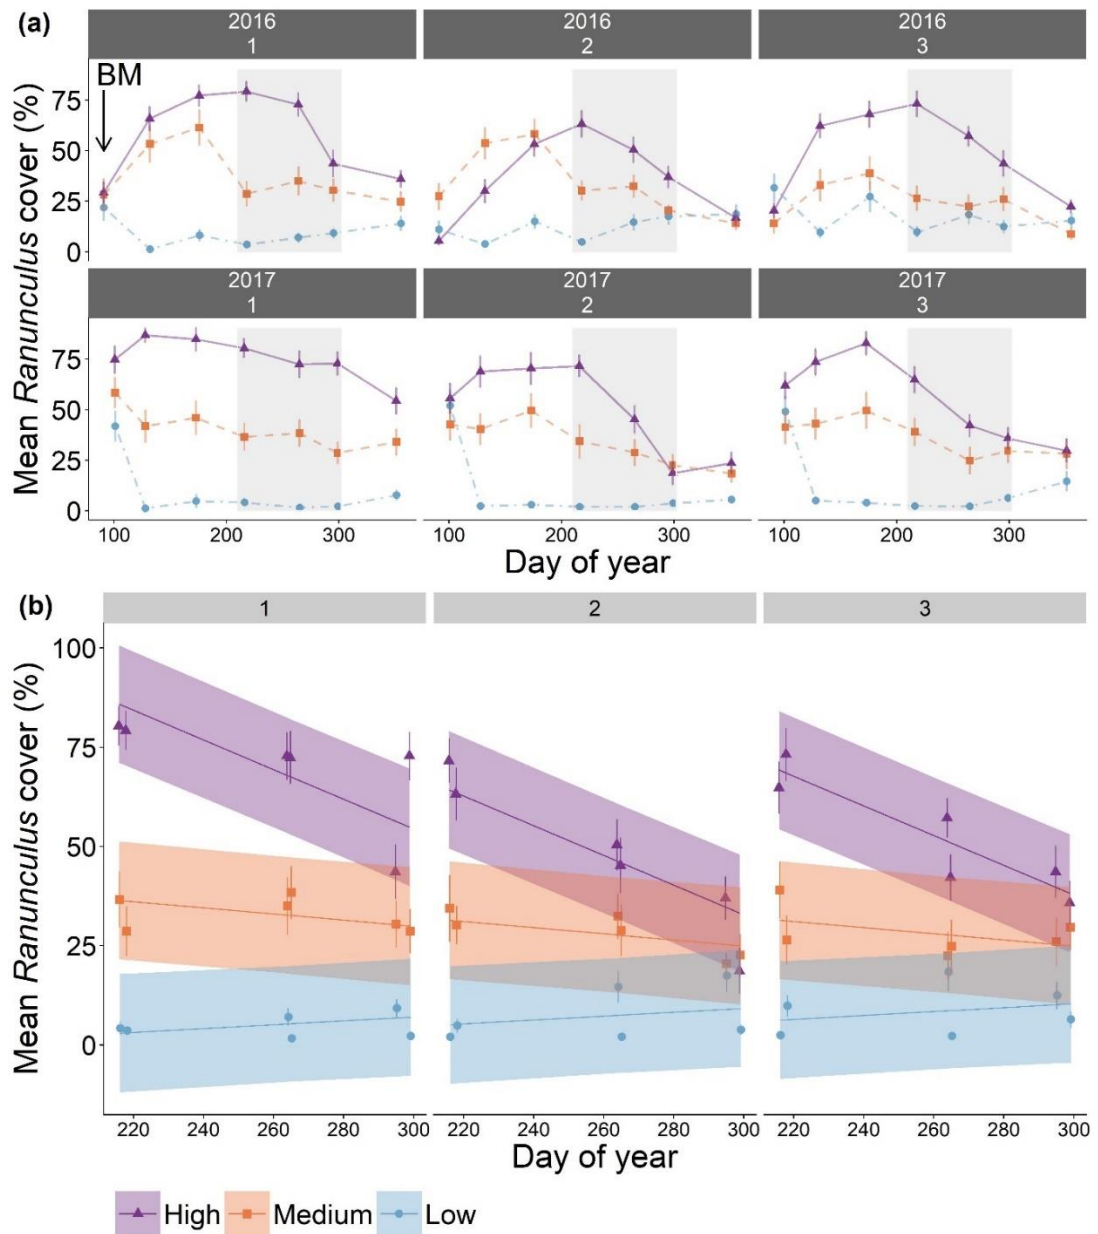 (a)
2016 2016 2016
1 2 3
BM
Mean Ranunculus cover (%)
75
50
25
0
2017 2017 2017
1 2 3
75
50
25
0
100 200 300 100 200 300 100 200 300
Day of year
(b)
1 2 3
Mean Ranunculus cover (%)
100
75
50
25
0
220 240 260 280 300 220 240 260 280 300 220 240 260 280 300
Day of year
High Medium Low